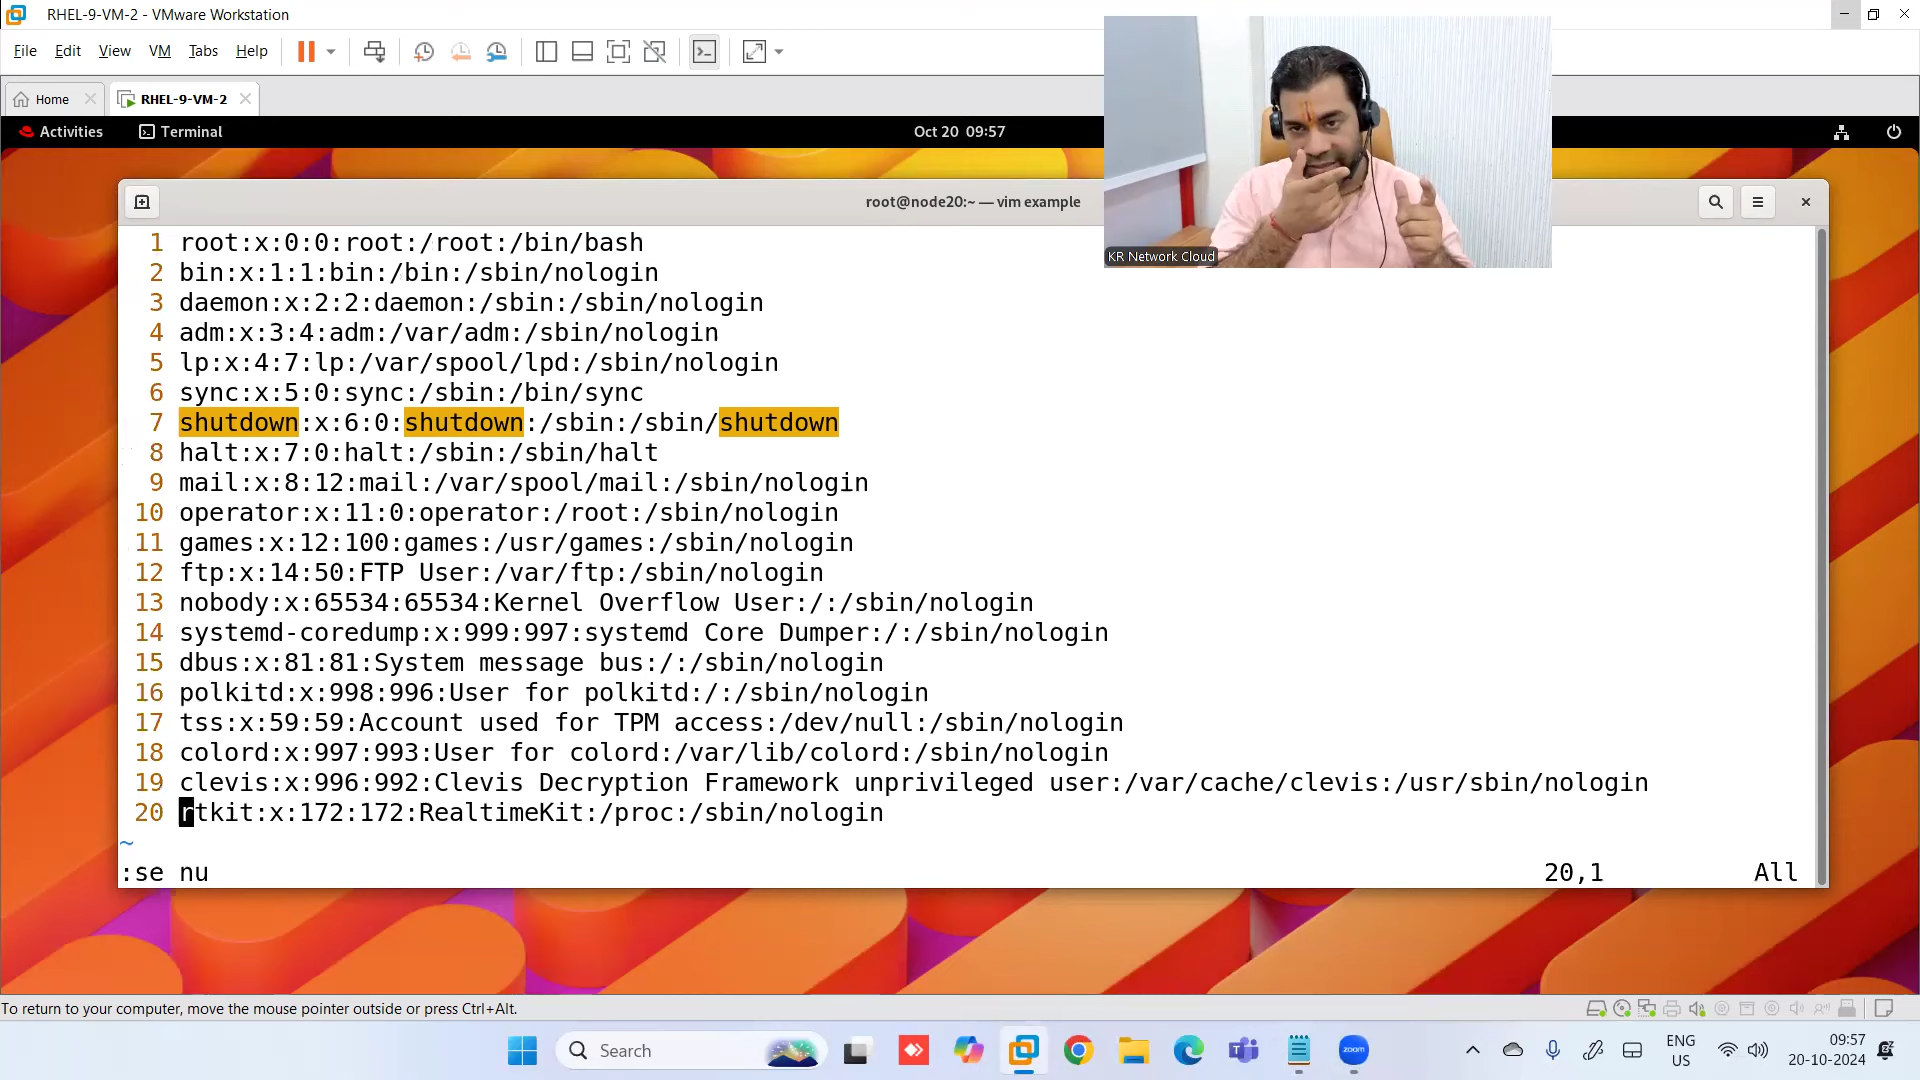 RHEL-9-VM-2 - VMware Workstation
File Edit View VM Tabs Help
Home RHEL-9-VM-2
Activities Terminal Oct 20 09:57
root@node20:~ — vim example
KR Network Cloud
1 root:x:0:0:root:/root:/bin/bash
2 bin:x:1:1:bin:/bin:/sbin/nologin
3 daemon:x:2:2:daemon:/sbin:/sbin/nologin
4 adm:x:3:4:adm:/var/adm:/sbin/nologin
5 lp:x:4:7:lp:/var/spool/lpd:/sbin/nologin
6 sync:x:5:0:sync:/sbin:/bin/sync
7 shutdown:x:6:0:shutdown:/sbin:/sbin/shutdown
8 halt:x:7:0:halt:/sbin:/sbin/halt
9 mail:x:8:12:mail:/var/spool/mail:/sbin/nologin
10 operator:x:11:0:operator:/root:/sbin/nologin
11 games:x:12:100:games:/usr/games:/sbin/nologin
12 ftp:x:14:50:FTP User:/var/ftp:/sbin/nologin
13 nobody:x:65534:65534:Kernel Overflow User:/:/sbin/nologin
14 systemd-coredump:x:999:997:systemd Core Dumper:/:/sbin/nologin
15 dbus:x:81:81:System message bus:/:/sbin/nologin
16 polkitd:x:998:996:User for polkitd:/:/sbin/nologin
17 tss:x:59:59:Account used for TPM access:/dev/null:/sbin/nologin
18 colord:x:997:993:User for colord:/var/lib/colord:/sbin/nologin
19 clevis:x:996:992:Clevis Decryption Framework unprivileged user:/var/cache/clevis:/usr/sbin/nologin
20 rtkit:x:172:172:RealtimeKit:/proc:/sbin/nologin
~
:se nu 20,1 All
To return to your computer, move the mouse pointer outside or press Ctrl+Alt.
Search zoom ENG 09:57
US 20-10-2024